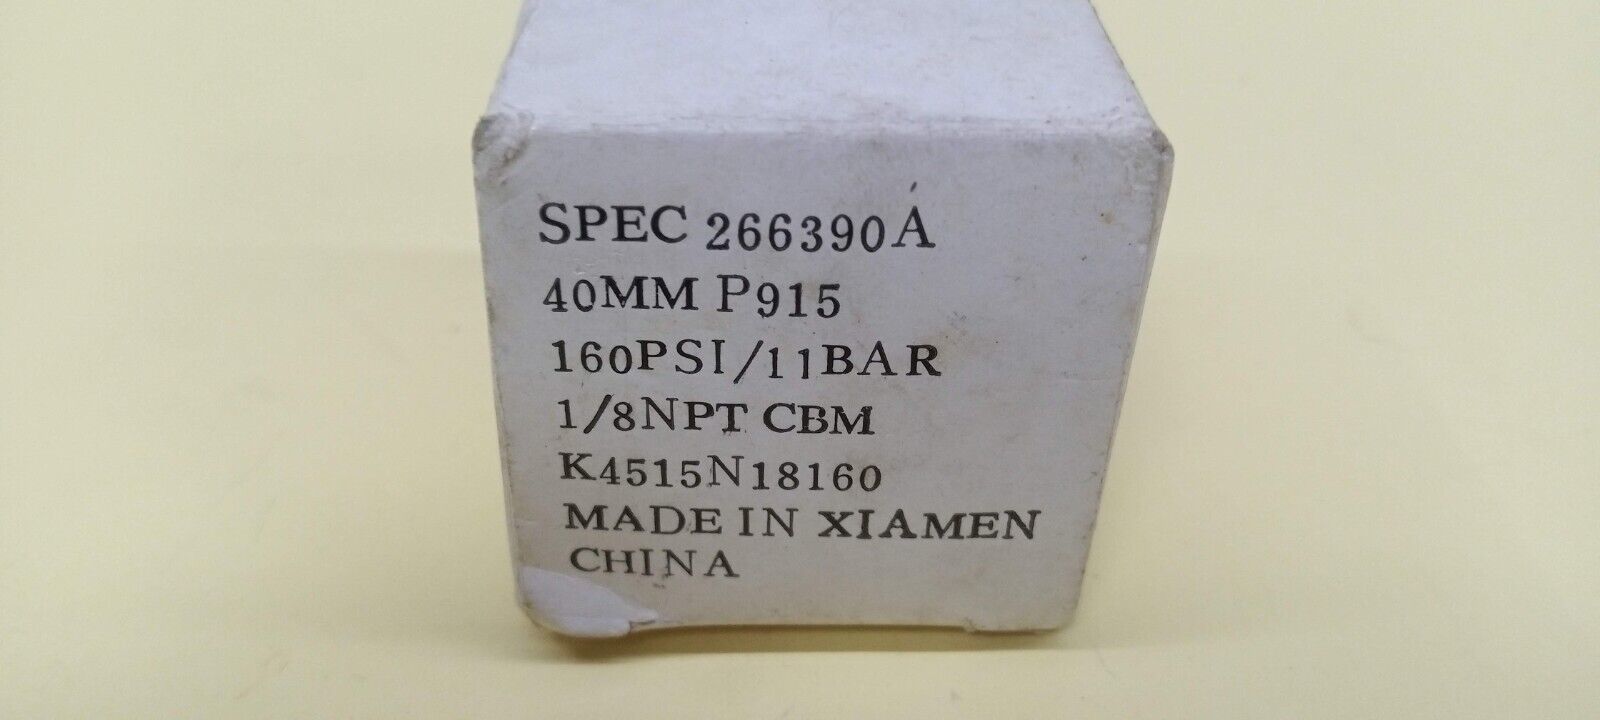 SPEC 266390A
40MM P915
160PSI/11BAR
1/8NPT CBM
K4515N18160
MADE IN XIAMEN
CHINA